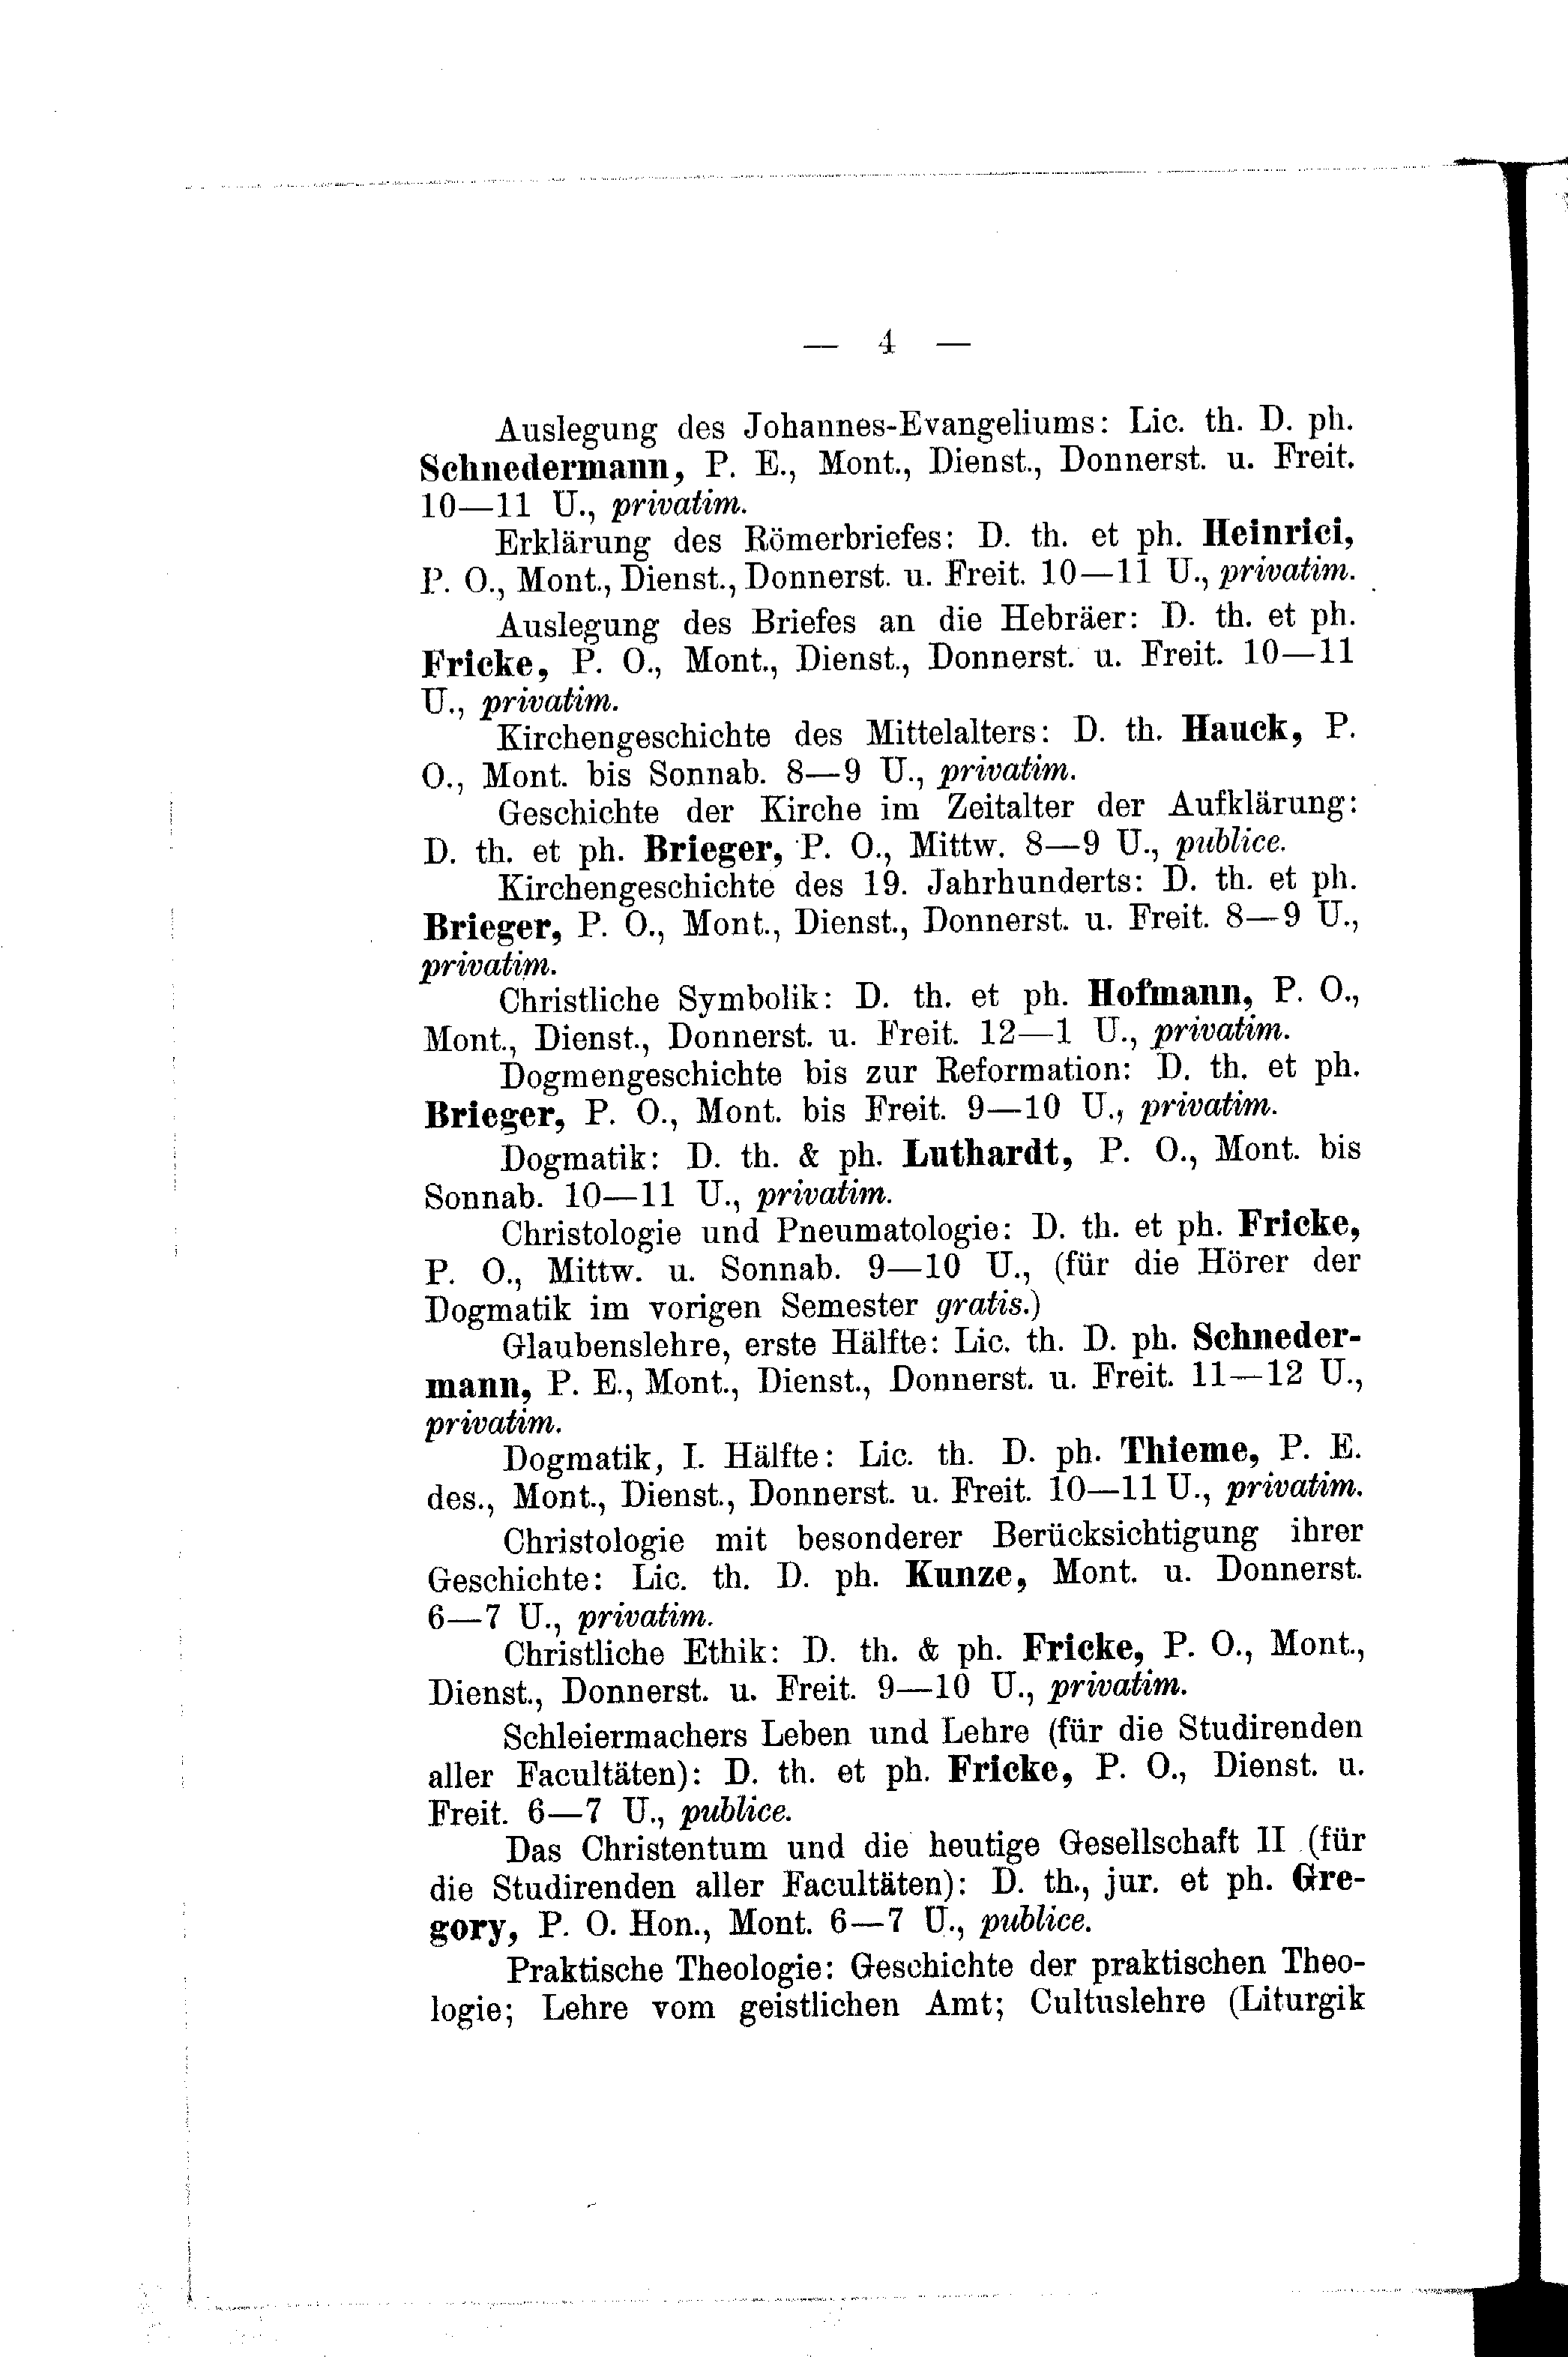 — 4 —
Auslegung des Johannes-Evangeliums: Lic. th. D. ph.
Schnedermann, P. E., Mont., Dienst., Donnerst. u. Freit.
10—11 U., privatim.
Erklärung des Römerbriefes: D. th. et ph. Heinrici,
P. O., Mont., Dienst., Donnerst. u. Freit. 10—11 U., privatim.
Auslegung des Briefes an die Hebräer: D. th. et ph.
Fricke, P. O., Mont., Dienst., Donnerst. u. Freit. 10—11
U., privatim.
Kirchengeschichte des Mittelalters: D. th. Hauck, P.
O., Mont. bis Sonnab. 8—9 U., privatim.
Geschichte der Kirche im Zeitalter der Aufklärung:
D. th. et ph. Brieger, P. O., Mittw. 8—9 U., publice.
Kirchengeschichte des 19. Jahrhunderts: D. th. et ph.
Brieger, P. O., Mont., Dienst., Donnerst. u. Freit. 8—9 U.,
privatim.
Christliche Symbolik: D. th. et ph. Hofmann, P. O.,
Mont., Dienst., Donnerst. u. Freit. 12—1 U., privatim.
Dogmengeschichte bis zur Reformation: D. th. et ph.
Brieger, P. O., Mont. bis Freit. 9—10 U., privatim.
Dogmatik: D. th. & ph. Luthardt, P. O., Mont. bis
Sonnab. 10—11 U., privatim.
Christologie und Pneumatologie: D. th. et ph. Fricke,
P. O., Mittw. u. Sonnab. 9—10 U., (für die Hörer der
Dogmatik im vorigen Semester gratis.)
Glaubenslehre, erste Hälfte: Lic. th. D. ph. Schneder-
mann, P. E., Mont., Dienst., Donnerst. u. Freit. 11—12 U.,
privatim.
Dogmatik, I. Hälfte: Lic. th. D. ph. Thieme, P. E.
des., Mont., Dienst., Donnerst. u. Freit. 10—11 U., privatim.
Christologie mit besonderer Berücksichtigung ihrer
Geschichte: Lic. th. D. ph. Kunze, Mont. u. Donnerst.
6—7 U., privatim.
Christliche Ethik: D. th. & ph. Fricke, P. O., Mont.,
Dienst., Donnerst. u. Freit. 9—10 U., privatim.
Schleiermachers Leben und Lehre (für die Studirenden
aller Facultäten): D. th. et ph. Fricke, P. O., Dienst. u.
Freit. 6—7 U., publice.
Das Christentum und die heutige Gesellschaft II (für
die Studirenden aller Facultäten): D. th., jur. et ph. Gre-
gory, P. O. Hon., Mont. 6—7 U., publice.
Praktische Theologie: Geschichte der praktischen Theo-
logie; Lehre vom geistlichen Amt; Cultuslehre (Liturgik